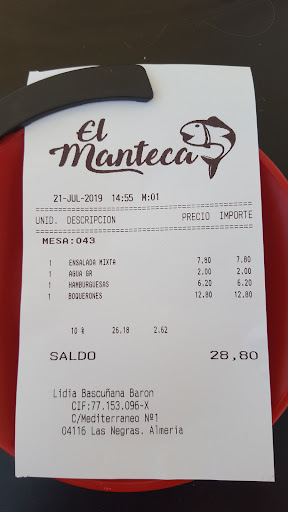 El
Manteca
21-JUL-2019 14:55 M:01
UNID. DESCRIPCION PRECIO IMPORTE
MESA:043
1 ENSALADA MIXTA 7.80 7.80
1 AGUA GR 2.00 2.00
1 HAMBURGUESAS 6.20 6.20
1 BOQUERONES 12.80 12.80
10 % 26,18 2.62
SALDO 28,80
Lidia Bascuñana Baron
CIF:77.153.096-X
C/Mediterraneo Nº1
04116 Las Negras. Almeria